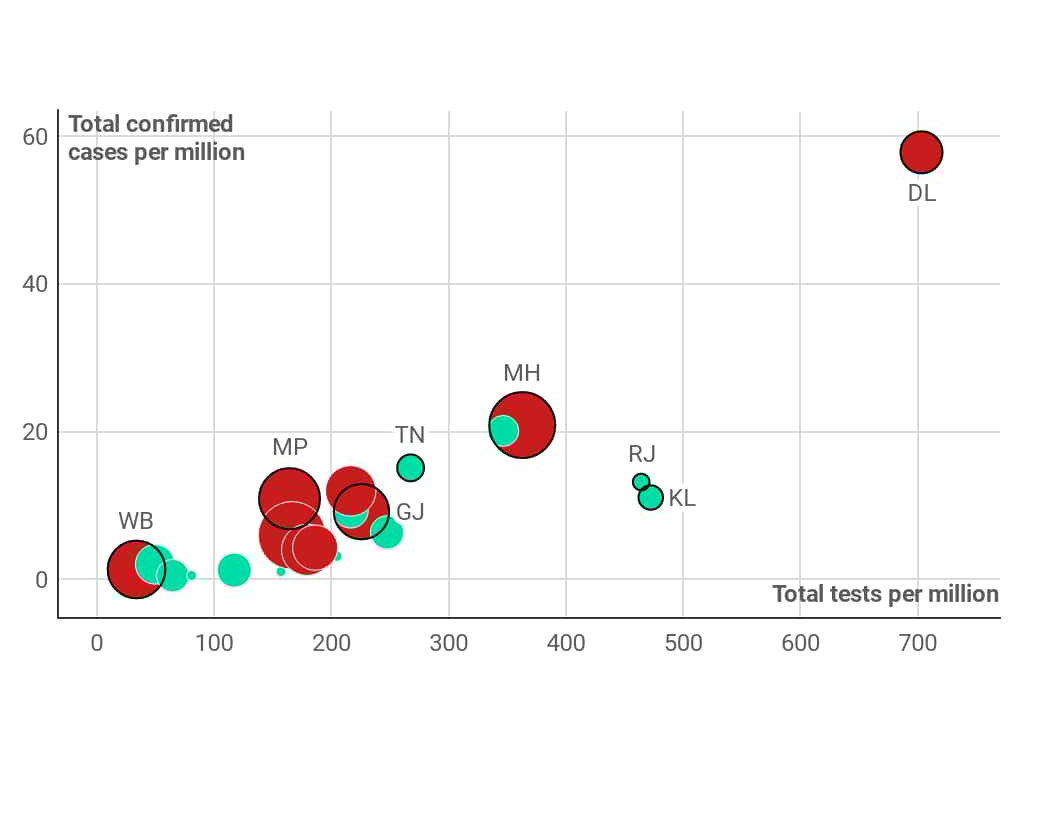 Total confirmed
cases per million
60
DL
40
MH
20
TN
MP
RJ
KL
GJ
WB
0
Total tests per million
0 100 200 300 400 500 600 700